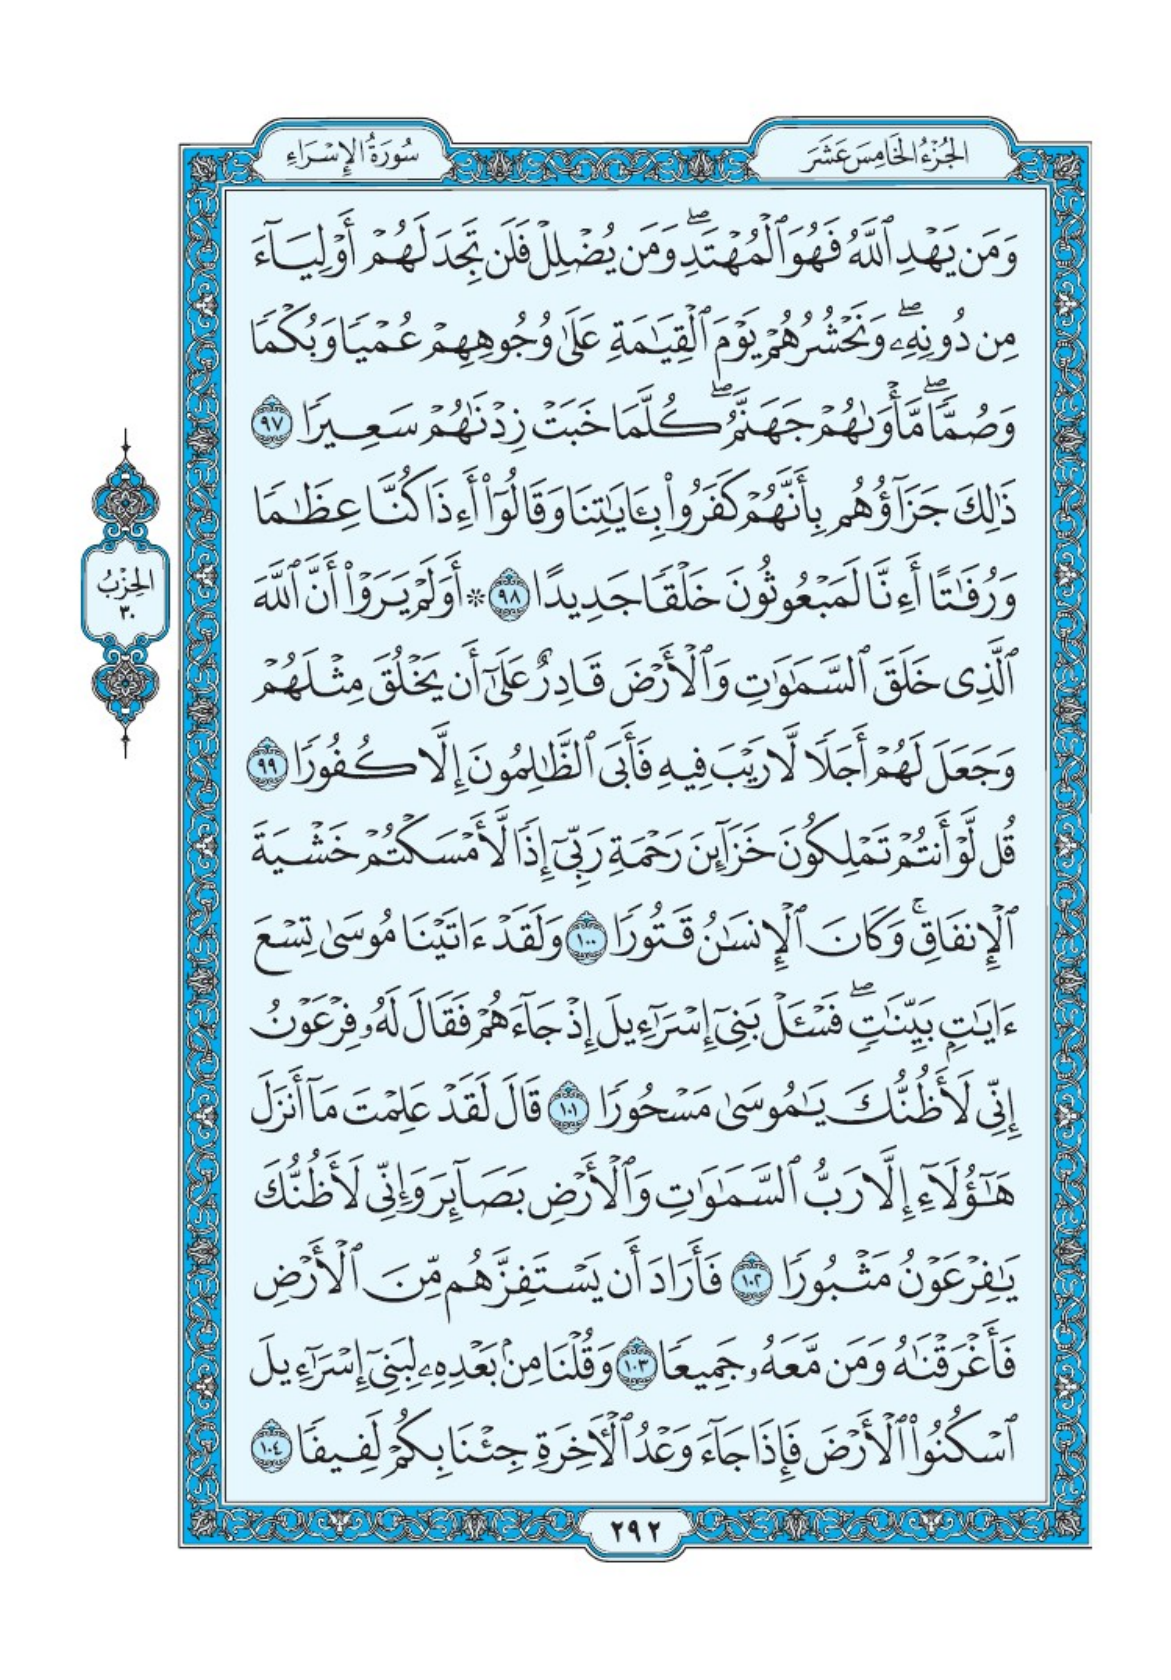 الجُزْءُ الخَامِسَ عَشَرَ
سُورَةُ الإِسْرَاءِ
وَمَن يَهْدِ ٱللَّهُ فَهُوَ ٱلْمُهْتَدِۖ وَمَن يُضْلِلْ فَلَن تَجِدَ لَهُمْ أَوْلِيَآءَ
مِن دُونِهِۦۖ وَنَحْشُرُهُمْ يَوْمَ ٱلْقِيَٰمَةِ عَلَىٰ وُجُوهِهِمْ عُمْيًا وَبُكْمًا
وَصُمًّاۖ مَّأْوَىٰهُمْ جَهَنَّمُۖ كُلَّمَا خَبَتْ زِدْنَٰهُمْ سَعِيرًا ٩٧
ذَٰلِكَ جَزَآؤُهُم بِأَنَّهُمْ كَفَرُوا۟ بِـَٔايَٰتِنَا وَقَالُوٓا۟ أَءِذَا كُنَّا عِظَٰمًا
وَرُفَٰتًا أَءِنَّا لَمَبْعُوثُونَ خَلْقًا جَدِيدًا ٩٨ * أَوَلَمْ يَرَوْا۟ أَنَّ ٱللَّهَ
ٱلَّذِى خَلَقَ ٱلسَّمَٰوَٰتِ وَٱلْأَرْضَ قَادِرٌ عَلَىٰٓ أَن يَخْلُقَ مِثْلَهُمْ
وَجَعَلَ لَهُمْ أَجَلًا لَّا رَيْبَ فِيهِ فَأَبَى ٱلظَّٰلِمُونَ إِلَّا كُفُورًا ٩٩
قُل لَّوْ أَنتُمْ تَمْلِكُونَ خَزَآئِنَ رَحْمَةِ رَبِّىٓ إِذًا لَّأَمْسَكْتُمْ خَشْيَةَ
ٱلْإِنفَاقِۚ وَكَانَ ٱلْإِنسَٰنُ قَتُورًا ١٠٠ وَلَقَدْ ءَاتَيْنَا مُوسَىٰ تِسْعَ
ءَايَٰتٍۭ بَيِّنَٰتٍۖ فَسْـَٔلْ بَنِىٓ إِسْرَٰٓءِيلَ إِذْ جَآءَهُمْ فَقَالَ لَهُۥ فِرْعَوْنُ
إِنِّى لَأَظُنُّكَ يَٰمُوسَىٰ مَسْحُورًا ١٠١ قَالَ لَقَدْ عَلِمْتَ مَآ أَنزَلَ
هَٰٓؤُلَآءِ إِلَّا رَبُّ ٱلسَّمَٰوَٰتِ وَٱلْأَرْضِ بَصَآئِرَ وَإِنِّى لَأَظُنُّكَ
يَٰفِرْعَوْنُ مَثْبُورًا ١٠٢ فَأَرَادَ أَن يَسْتَفِزَّهُم مِّنَ ٱلْأَرْضِ
فَأَغْرَقْنَٰهُ وَمَن مَّعَهُۥ جَمِيعًا ١٠٣ وَقُلْنَا مِنۢ بَعْدِهِۦ لِبَنِىٓ إِسْرَٰٓءِيلَ
ٱسْكُنُوا۟ ٱلْأَرْضَ فَإِذَا جَآءَ وَعْدُ ٱلْـَٔاخِرَةِ جِئْنَا بِكُمْ لَفِيفًا ١٠٤
الحِزْبُ
٣٠
٢٩٢